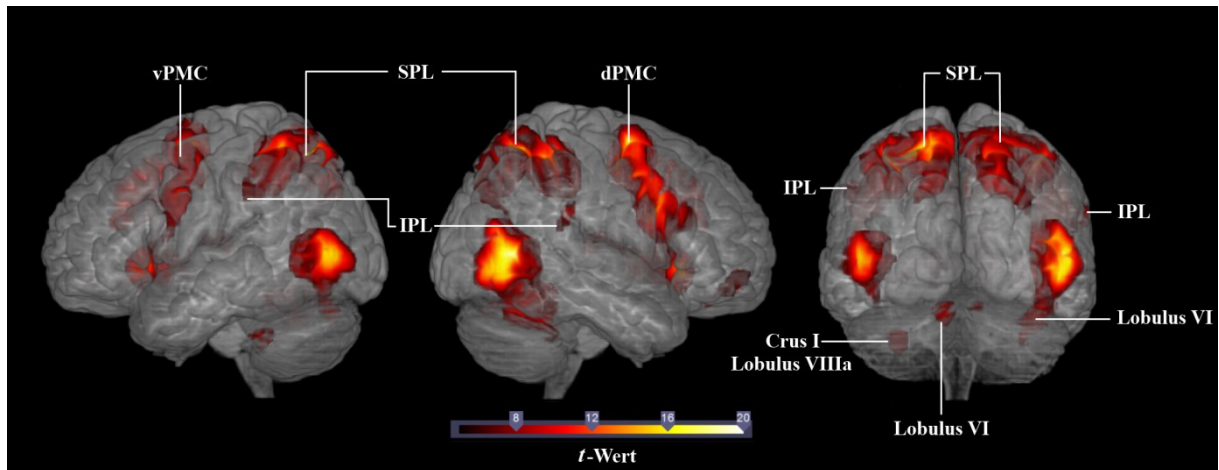 vPMC
SPL
dPMC
SPL
IPL
IPL
IPL
Lobulus VI
Crus I
Lobulus VIIIa
Lobulus VI
8 12 16 20
t-Wert